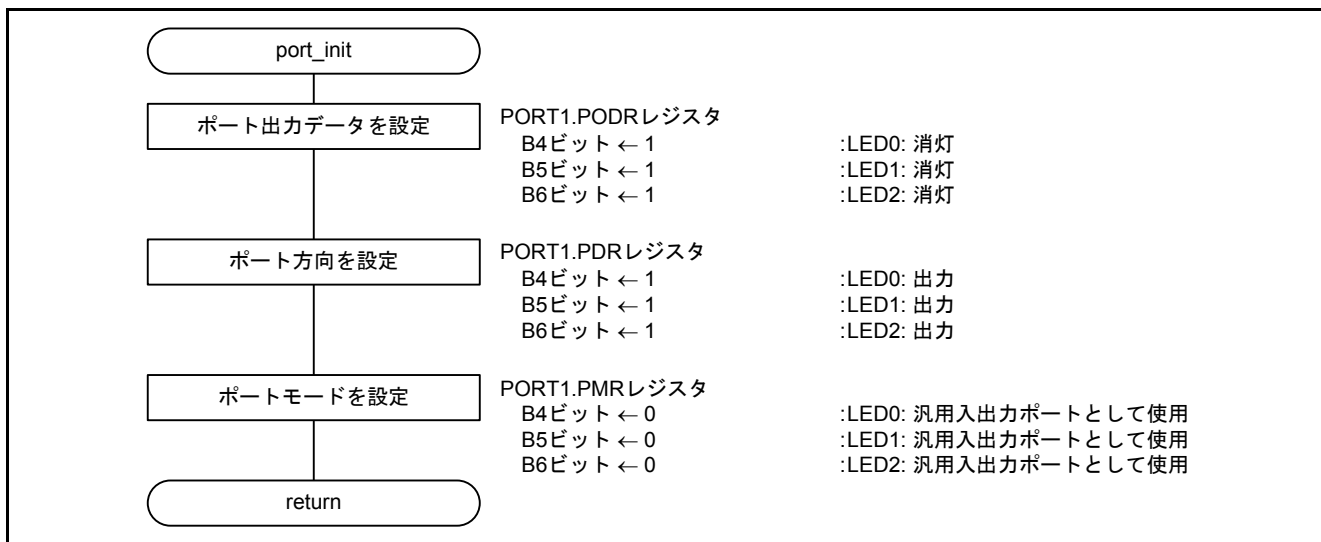 port_init
ポート出力データを設定
PORT1.PODRレジスタ
B4ビット ← 1 :LED0: 消灯
B5ビット ← 1 :LED1: 消灯
B6ビット ← 1 :LED2: 消灯
ポート方向を設定
PORT1.PDRレジスタ
B4ビット ← 1 :LED0: 出力
B5ビット ← 1 :LED1: 出力
B6ビット ← 1 :LED2: 出力
ポートモードを設定
PORT1.PMRレジスタ
B4ビット ← 0 :LED0: 汎用入出力ポートとして使用
B5ビット ← 0 :LED1: 汎用入出力ポートとして使用
B6ビット ← 0 :LED2: 汎用入出力ポートとして使用
return